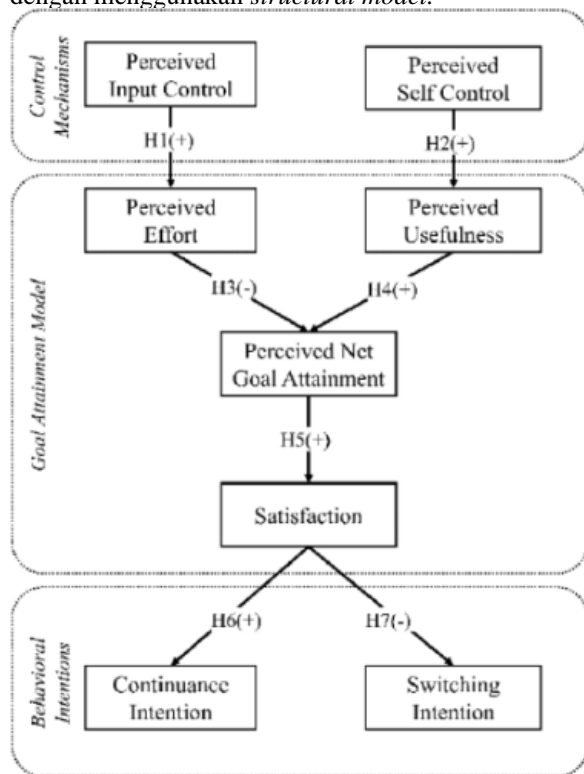 dengan menggunakan structural model.
Control
Mechanisms
Perceived
Input Control
Perceived
Self Control
H1(+)
H2(+)
Goal Attainment Model
Perceived
Effort
Perceived
Usefulness
H3(-)
H4(+)
Perceived Net
Goal Attainment
H5(+)
Satisfaction
Behavioral
Intentions
H6(+)
H7(-)
Continuance
Intention
Switching
Intention